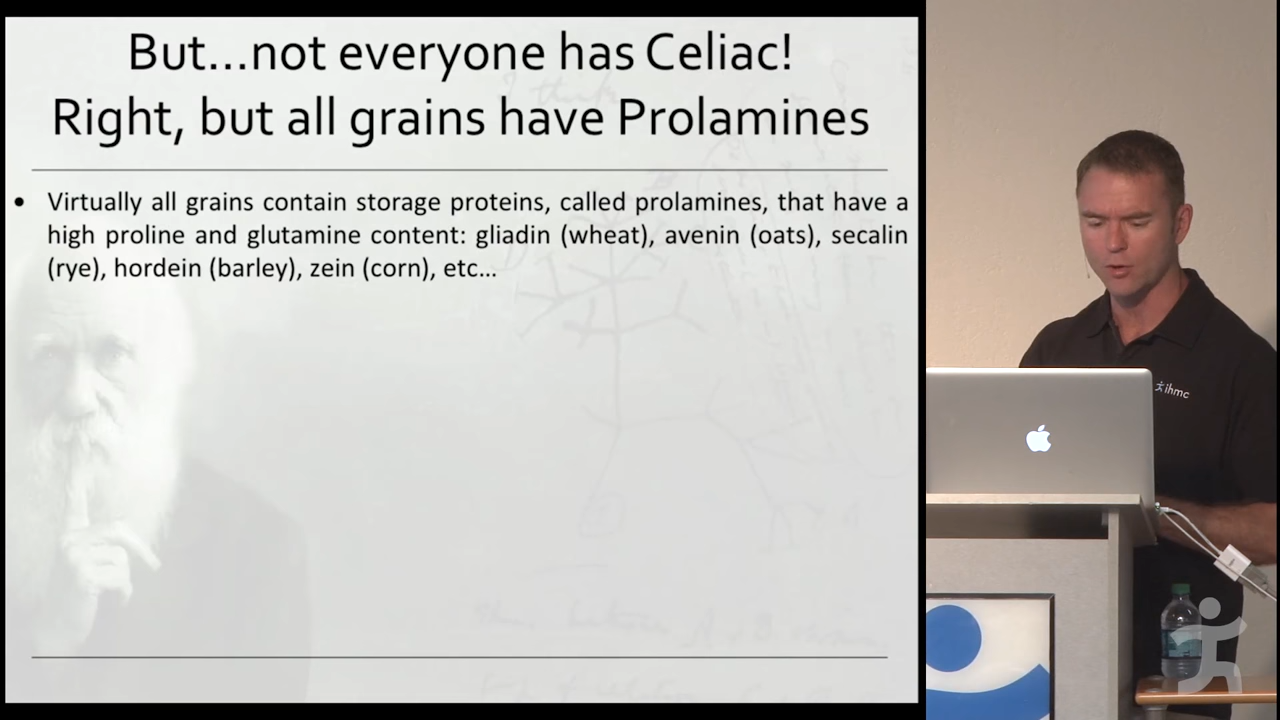 But...not everyone has Celiac!
Right, but all grains have Prolamines
• Virtually all grains contain storage proteins, called prolamines, that have a
high proline and glutamine content: gliadin (wheat), avenin (oats), secalin
(rye), hordein (barley), zein (corn), etc...
I think
ihmc